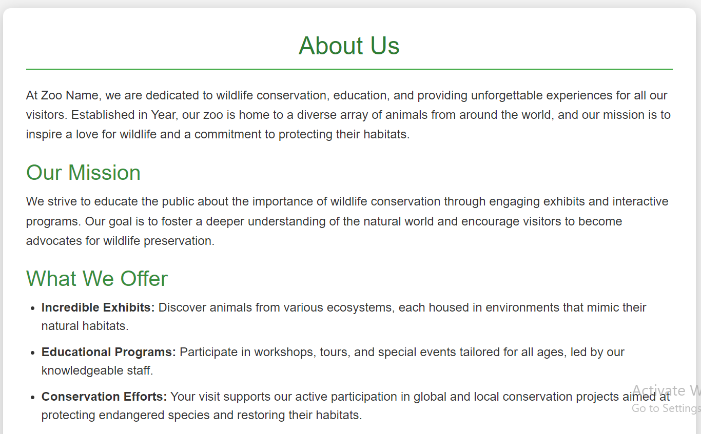 About Us
At Zoo Name, we are dedicated to wildlife conservation, education, and providing unforgettable experiences for all our
visitors. Established in Year, our zoo is home to a diverse array of animals from around the world, and our mission is to
inspire a love for wildlife and a commitment to protecting their habitats.
Our Mission
We strive to educate the public about the importance of wildlife conservation through engaging exhibits and interactive
programs. Our goal is to foster a deeper understanding of the natural world and encourage visitors to become
advocates for wildlife preservation.
What We Offer
• Incredible Exhibits: Discover animals from various ecosystems, each housed in environments that mimic their
natural habitats.
• Educational Programs: Participate in workshops, tours, and special events tailored for all ages, led by our
knowledgeable staff.
• Conservation Efforts: Your visit supports our active participation in global and local conservation projects aimed at
protecting endangered species and restoring their habitats.
Activate W
Go to Settings